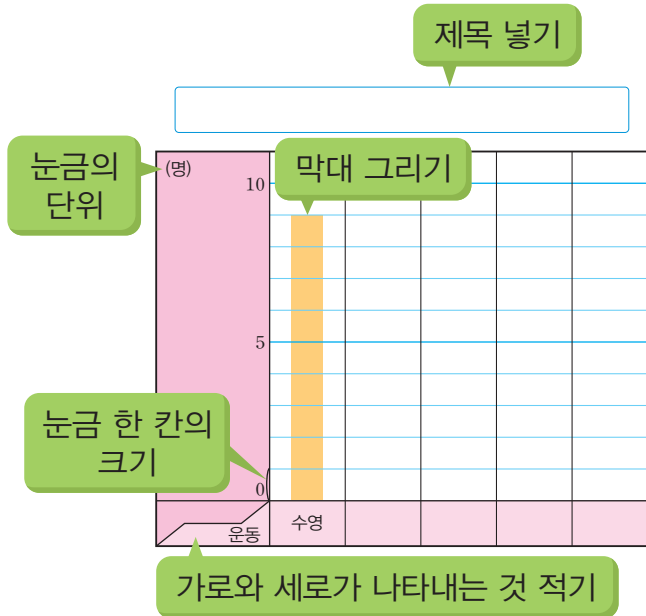 제목 넣기
눈금의
단위
(명)
막대 그리기
10
5
눈금 한 칸의
크기
0
운동
수영
가로와 세로가 나타내는 것 적기